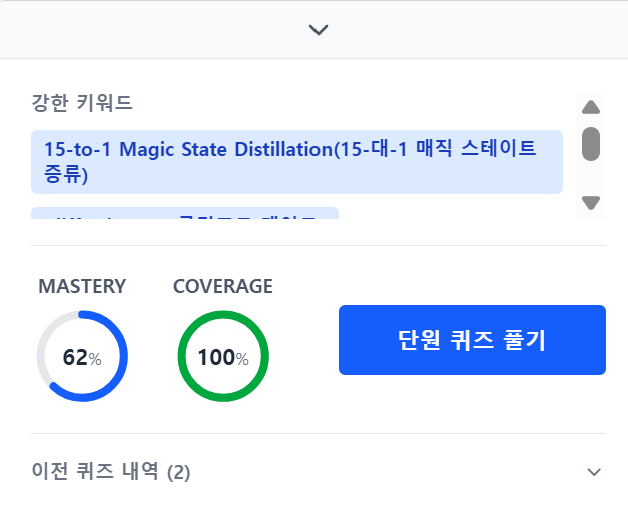 강한 키워드
15-to-1 Magic State Distillation(15-대-1 매직 스테이트
증류)
MASTERY
COVERAGE
62%
100%
단원 퀴즈 풀기
이전 퀴즈 내역 (2)